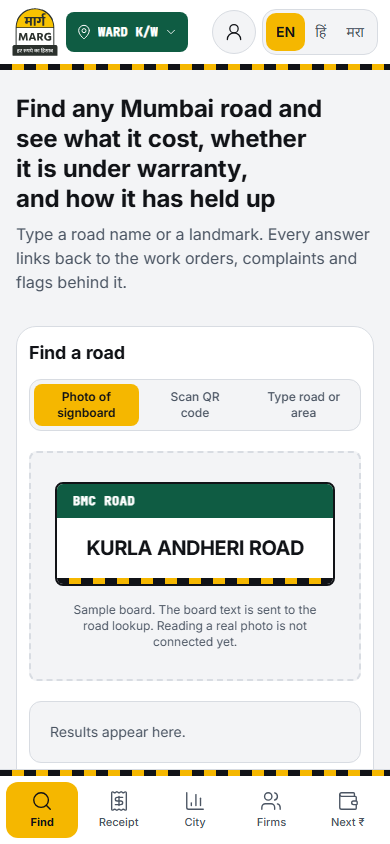 मार्ग
MARG
हर रुपये का हिसाब
WARD K/W
EN
हिं
मरा
Find any Mumbai road and
see what it cost, whether
it is under warranty,
and how it has held up
Type a road name or a landmark. Every answer
links back to the work orders, complaints and
flags behind it.
Find a road
Photo of
signboard
Scan QR
code
Type road or
area
BMC ROAD
KURLA ANDHERI ROAD
Sample board. The board text is sent to the
road lookup. Reading a real photo is not
connected yet.
Results appear here.
Find
Receipt
City
Firms
Next ₹